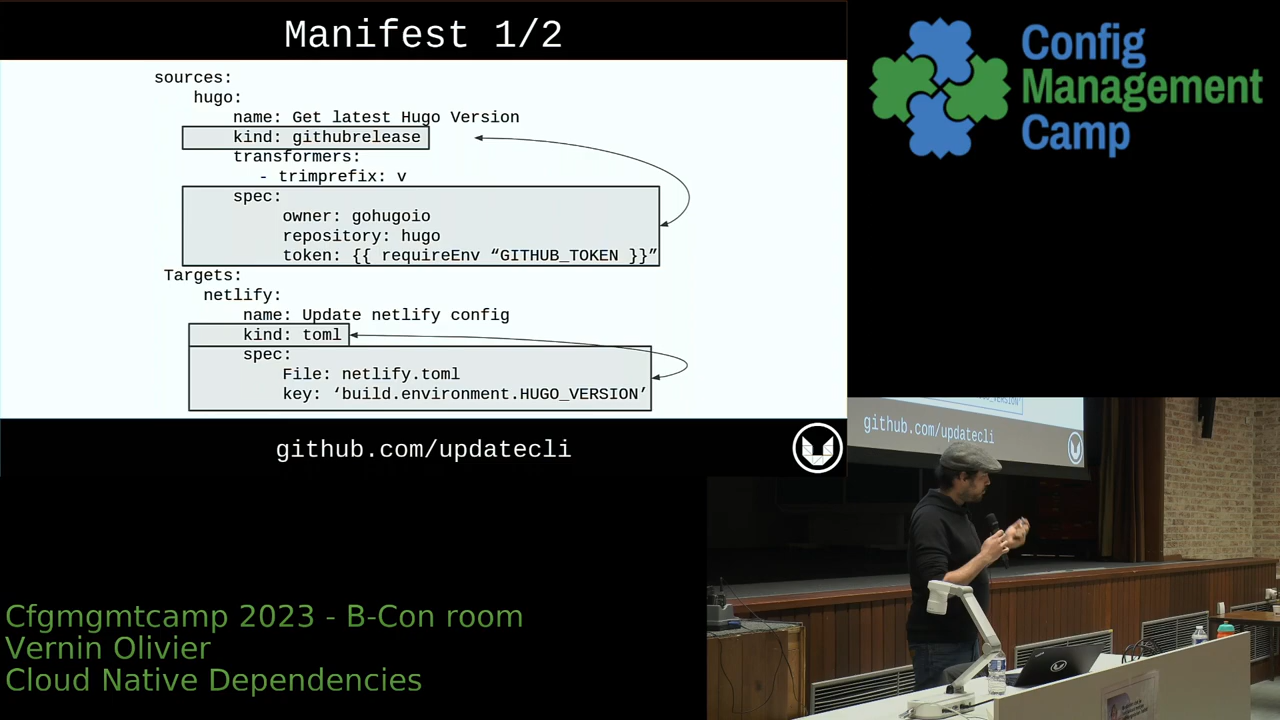 Manifest 1/2
sources:
hugo:
name: Get latest Hugo Version
kind: githubrelease
transformers:
- trimprefix: v
spec:
owner: gohugoio
repository: hugo
token: {{ requireEnv “GITHUB_TOKEN }}”
Targets:
netlify:
name: Update netlify config
kind: toml
spec:
File: netlify.toml
key: ‘build.environment.HUGO_VERSION’
github.com/updatecli
Config
Management
Camp
github.com/updatecli
Cfgmgmtcamp 2023 - B-Con room
Vernin Olivier
Cloud Native Dependencies